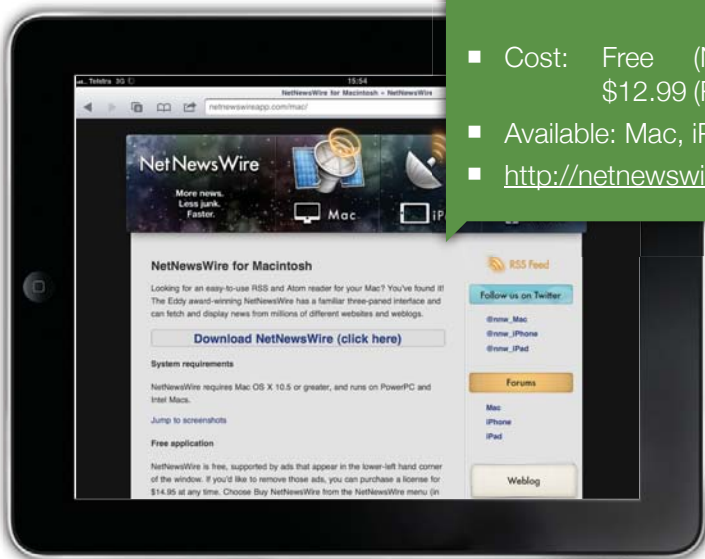 Cost: Free
$12.99
Available: Mac,
http://netnewswi
Telstra 3G
15:54
NetNewsWire for Macintosh « NetNewsWire
netnewswireapp.com/mac/
NetNewsWire
More news.
Less junk.
Faster.
Mac
NetNewsWire for Macintosh
Looking for an easy-to-use RSS and Atom reader for your Mac? You've found it!
The Eddy award-winning NetNewsWire has a familiar three-paned interface and
can fetch and display news from millions of different websites and weblogs.
Download NetNewsWire (click here)
System requirements
NetNewsWire requires Mac OS X 10.5 or greater, and runs on PowerPC and
Intel Macs.
Jump to screenshots
Free application
NetNewsWire is free, supported by ads that appear in the lower-left hand corner
of the window. If you'd like to remove those ads, you can purchase a license for
$14.95 at any time. Choose Buy NetNewsWire from the NetNewsWire menu (in
RSS Feed
Follow us on Twitter
@nnw_Mac
@nnw_iPhone
@nnw_iPad
Forums
Mac
iPhone
iPad
Weblog